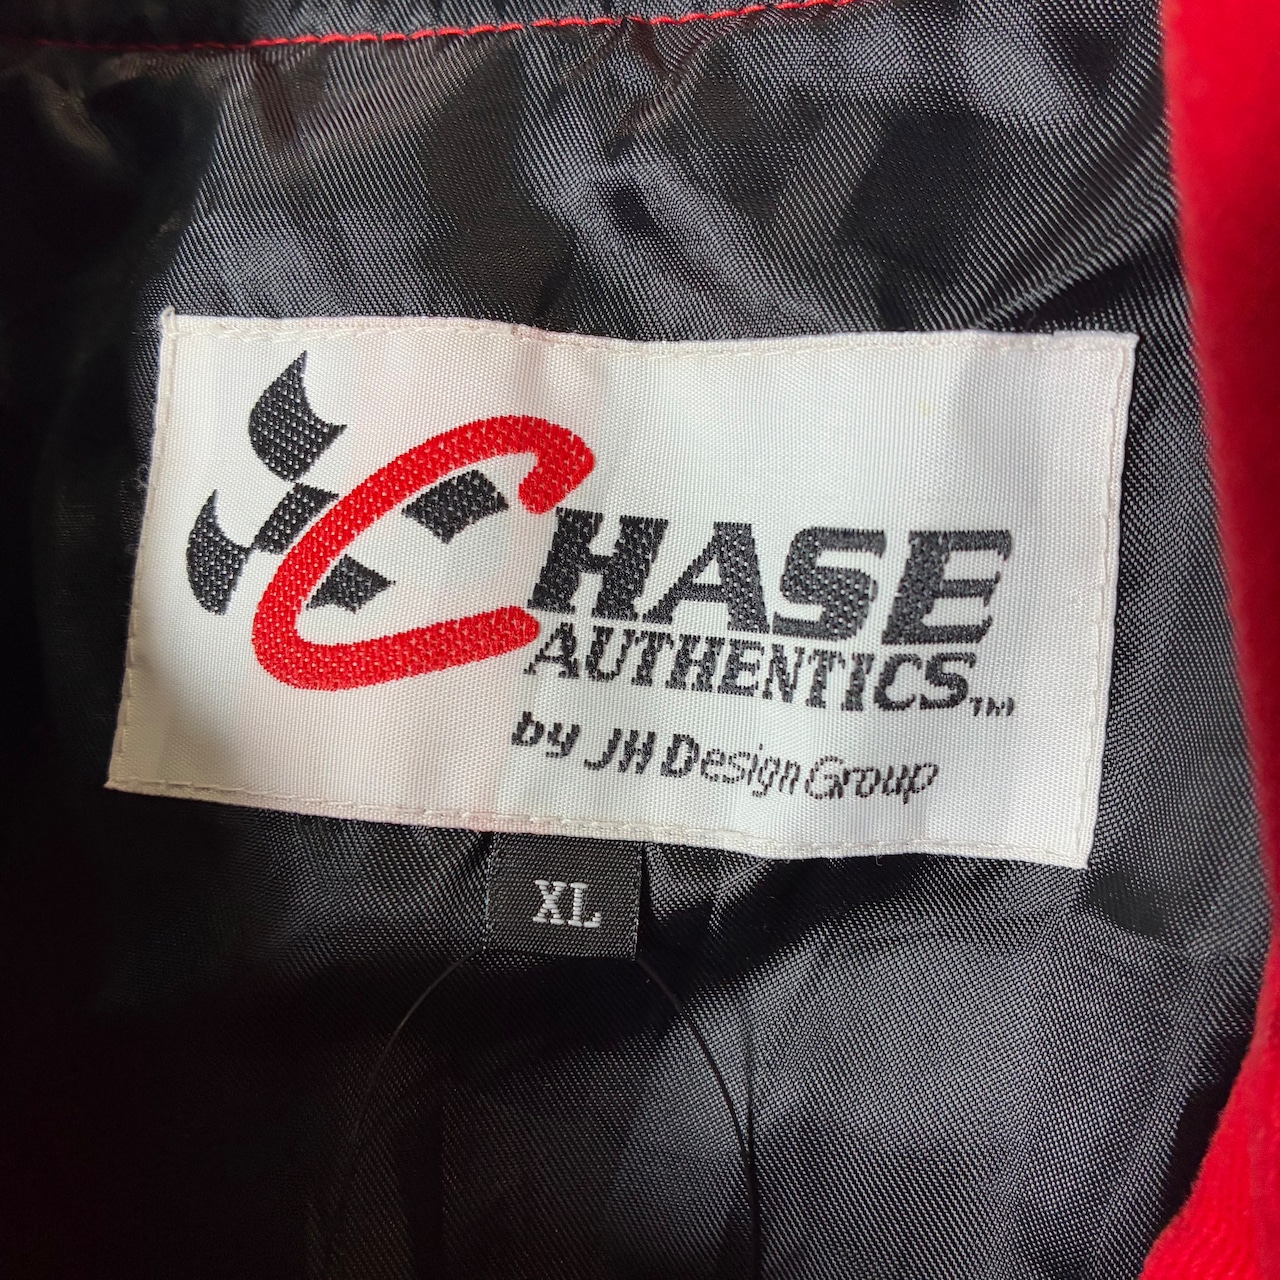 CHASE
AUTHENTICS™
by JH Design Group
XL